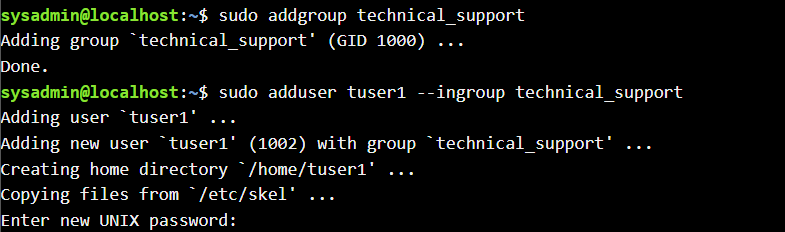 sysadmin@localhost:~$ sudo addgroup technical_support
Adding group `technical_support' (GID 1000) ...
Done.
sysadmin@localhost:~$ sudo adduser tuser1 --ingroup technical_support
Adding user `tuser1' ...
Adding new user `tuser1' (1002) with group `technical_support' ...
Creating home directory `/home/tuser1' ...
Copying files from `/etc/skel' ...
Enter new UNIX password: